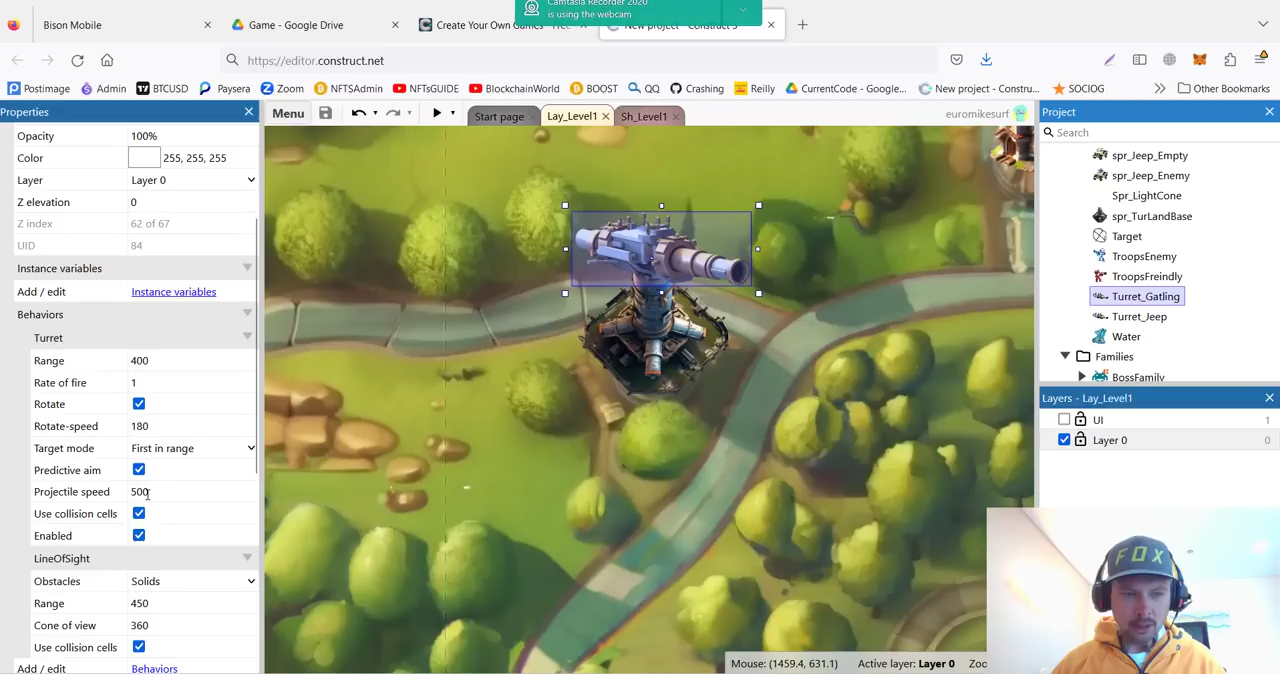 Camtasia Recorder 2020
is using the webcam
Bison Mobile
Game - Google Drive
Create Your Own Games - Free
New project - Construct 3
https://editor.construct.net
Postimage
Admin
BTCUSD
Paysera
Zoom
NFTSAdmin
NFTsGUIDE
BlockchainWorld
BOOST
QQ
Crashing
Reilly
CurrentCode - Google...
New project - Constru...
SOCIOG
Other Bookmarks
Properties
Menu
Start page
Lay_Level1
Sh_Level1
euromikesurf
Project
Search
Opacity 100%
Color 255, 255, 255
Layer Layer 0
Z elevation 0
Z index 62 of 67
UID 84
Instance variables
Add / edit Instance variables
Behaviors
Turret
Range 400
Rate of fire 1
Rotate
Rotate-speed 180
Target mode First in range
Predictive aim
Projectile speed 500
Use collision cells
Enabled
LineOfSight
Obstacles Solids
Range 450
Cone of view 360
Use collision cells
Add / edit Behaviors
spr_Jeep_Empty
spr_Jeep_Enemy
Spr_LightCone
spr_TurLandBase
Target
TroopsEnemy
TroopsFreindly
Turret_Gatling
Turret_Jeep
Water
Families
BossFamily
Layers - Lay_Level1
UI 1
Layer 0 0
FOX
Mouse: (1459.4, 631.1) Active layer: Layer 0 Zoo